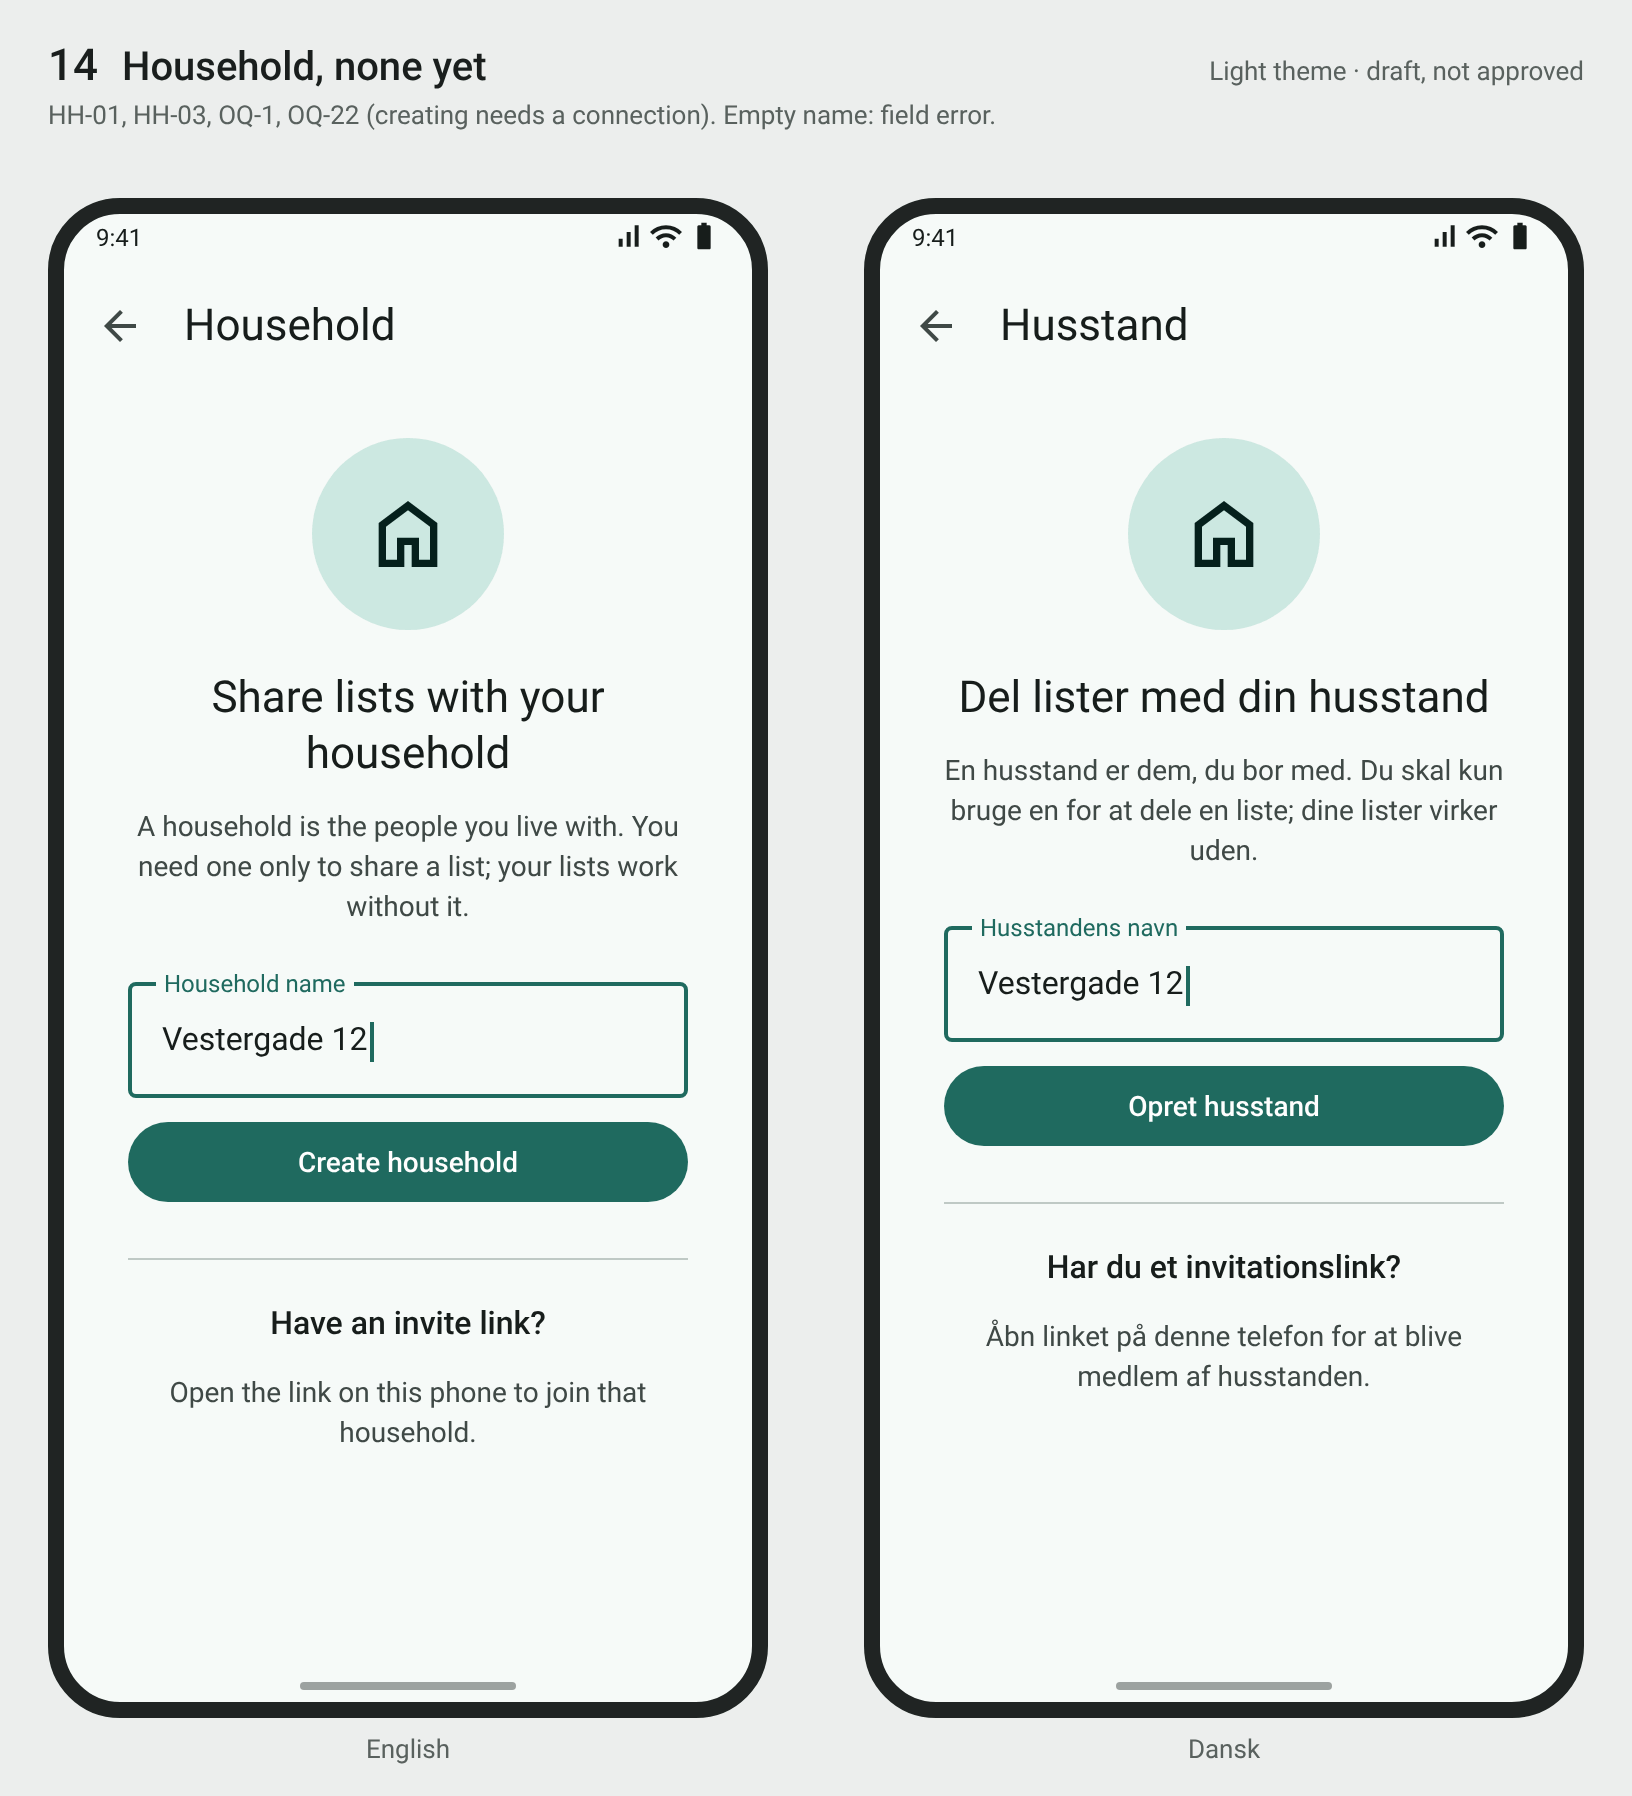 14 Household, none yet
Light theme · draft, not approved
HH-01, HH-03, OQ-1, OQ-22 (creating needs a connection). Empty name: field error.
9:41
Household
Share lists with your
household
A household is the people you live with. You
need one only to share a list; your lists work
without it.
Household name
Vestergade 12
Create household
Have an invite link?
Open the link on this phone to join that
household.
English
9:41
Husstand
Del lister med din husstand
En husstand er dem, du bor med. Du skal kun
bruge en for at dele en liste; dine lister virker
uden.
Husstandens navn
Vestergade 12
Opret husstand
Har du et invitationslink?
Åbn linket på denne telefon for at blive
medlem af husstanden.
Dansk